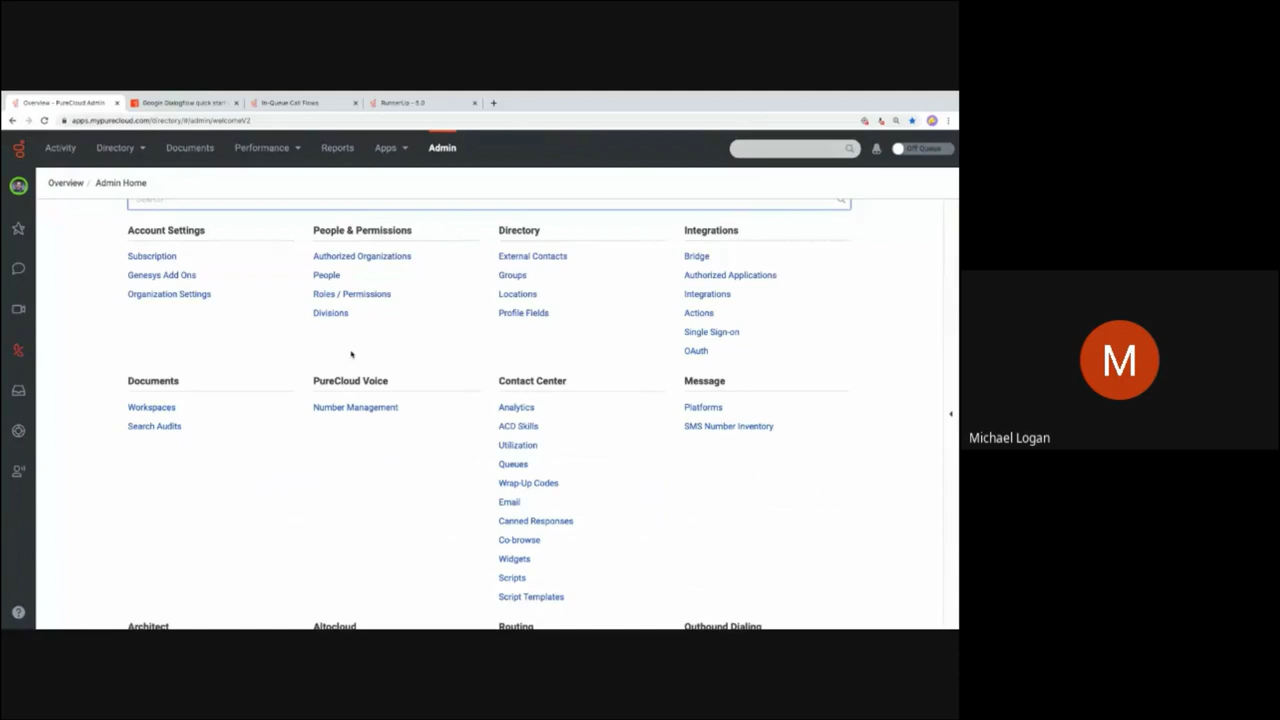 Overview - PureCloud Admin
Google Dialogflow quick start
In-Queue Call Flows
RunnerUp - 5.0
apps.mypurecloud.com/directory/#/admin/welcomeV2
Activity Directory Documents Performance Reports Apps Admin
Off Queue
Overview / Admin Home
Search
Account Settings
Subscription
Genesys Add Ons
Organization Settings
People & Permissions
Authorized Organizations
People
Roles / Permissions
Divisions
Directory
External Contacts
Groups
Locations
Profile Fields
Integrations
Bridge
Authorized Applications
Integrations
Actions
Single Sign-on
OAuth
Documents
Workspaces
Search Audits
PureCloud Voice
Number Management
Contact Center
Analytics
ACD Skills
Utilization
Queues
Wrap-Up Codes
Email
Canned Responses
Co-browse
Widgets
Scripts
Script Templates
Message
Platforms
SMS Number Inventory
Architect
Altocloud
Routing
Outbound Dialing
M
Michael Logan